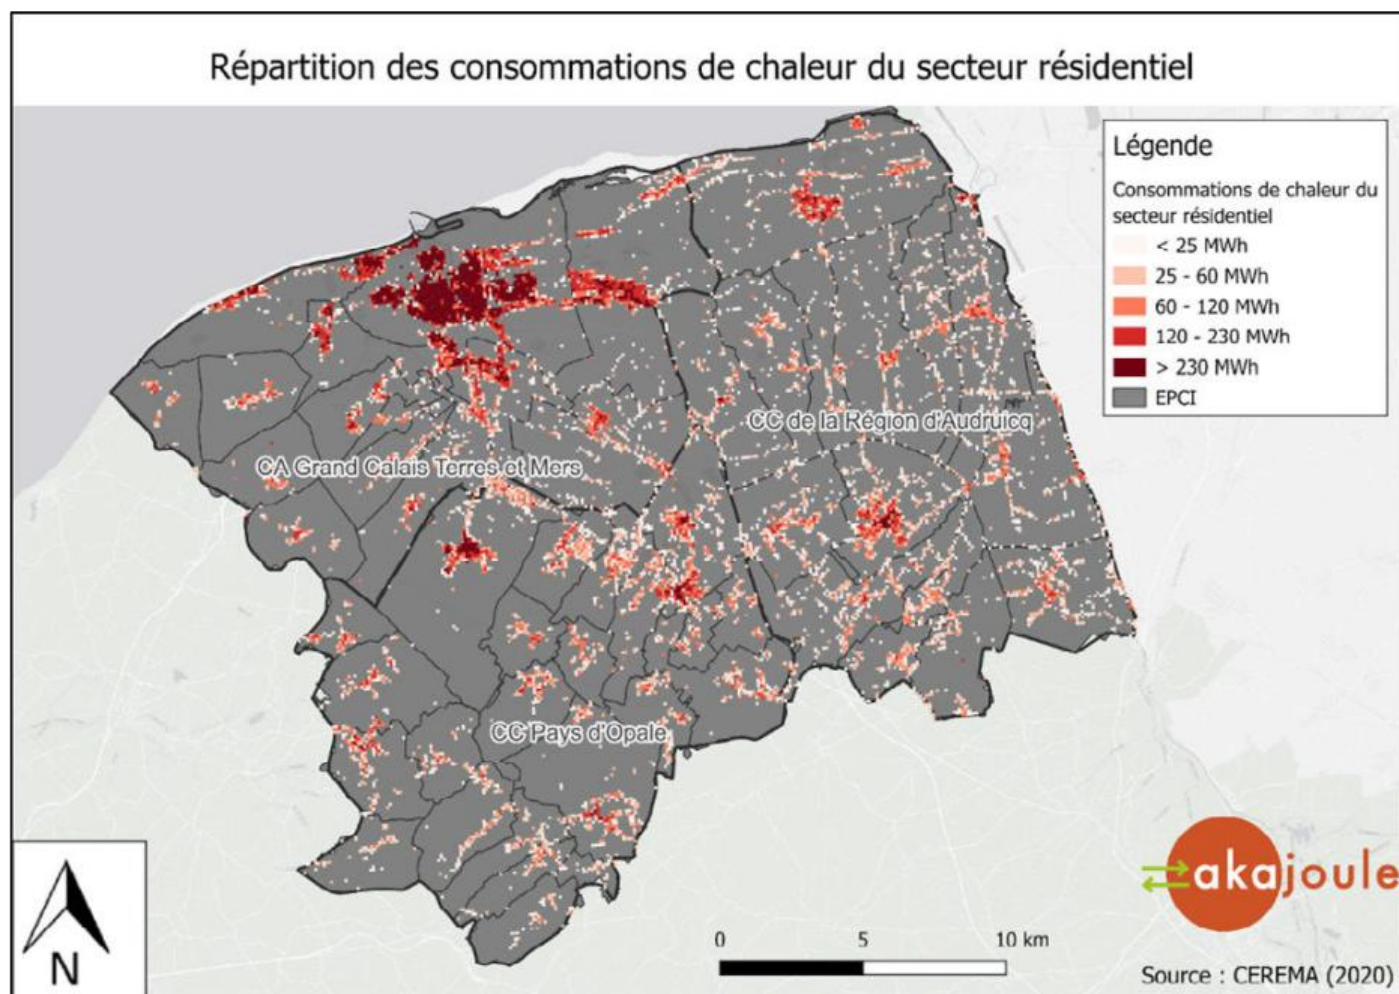 Répartition des consommations de chaleur du secteur résidentiel
Légende
Consommations de chaleur du
secteur résidentiel
< 25 MWh
25 - 60 MWh
60 - 120 MWh
120 - 230 MWh
> 230 MWh
EPCI
CC de la Région d'Audruicq
CA Grand Calais Terres et Mers
CC Pays d'Opale
akajoule
N
0 5 10 km
Source : CEREMA (2020)